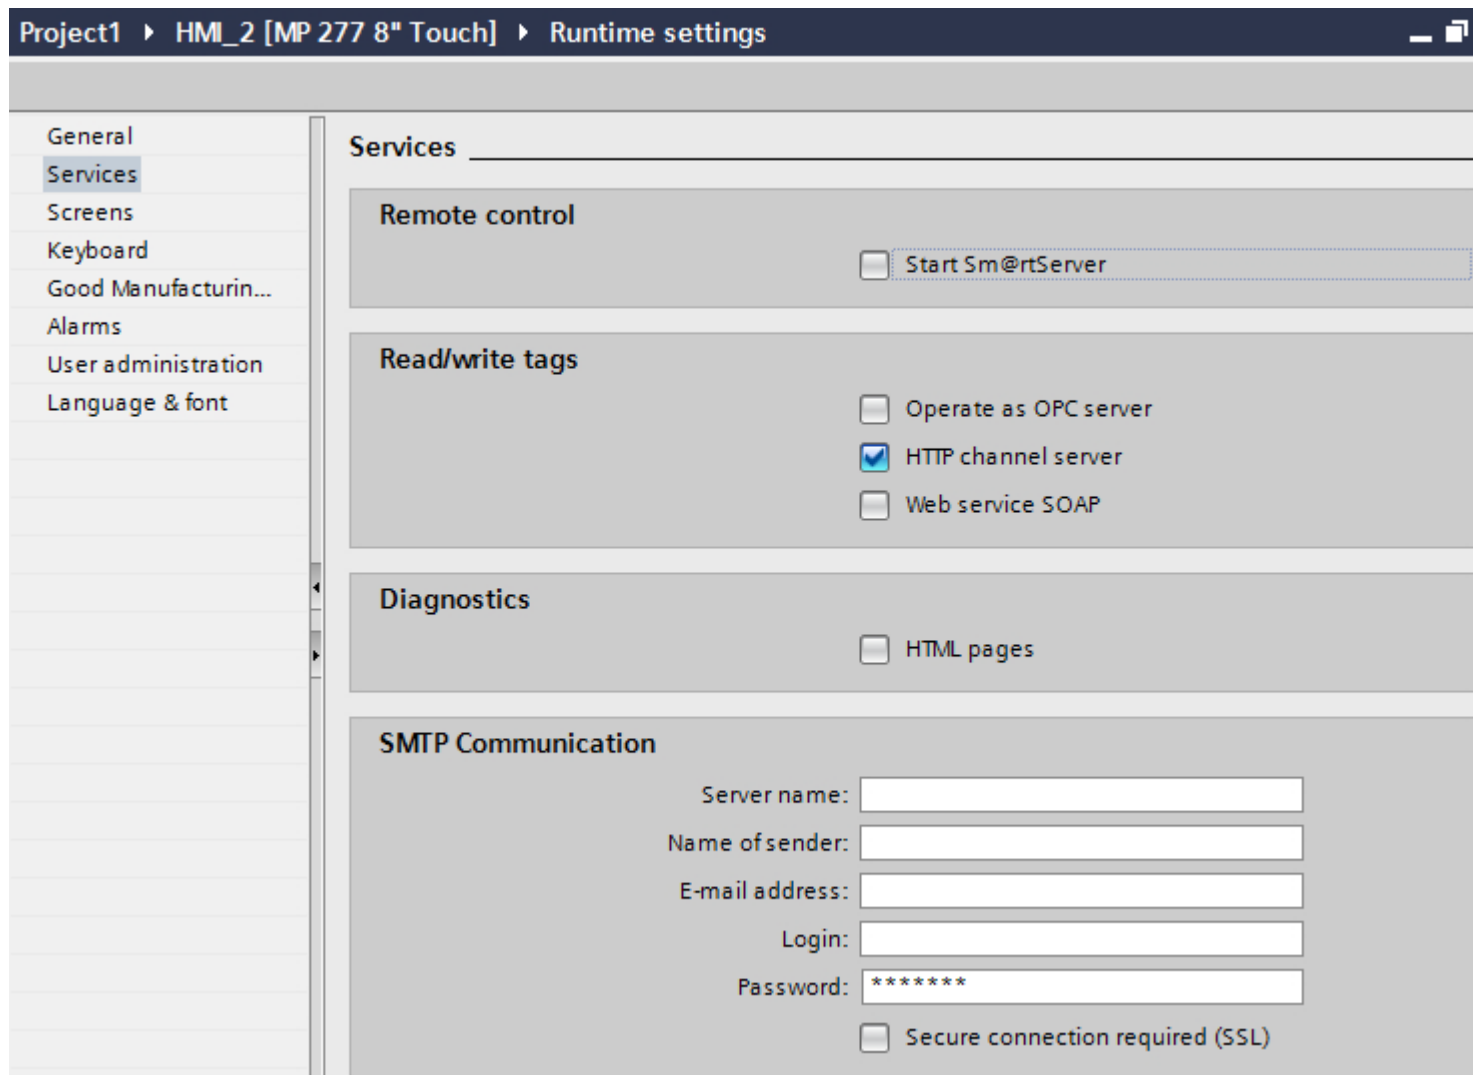 Project1 ▸ HMI_2 [MP 277 8" Touch] ▸ Runtime settings
General
Services
Screens
Keyboard
Good Manufacturin...
Alarms
User administration
Language & font
Services
Remote control
Start Sm@rtServer
Read/write tags
Operate as OPC server
HTTP channel server
Web service SOAP
Diagnostics
HTML pages
SMTP Communication
Server name:
Name of sender:
E-mail address:
Login:
Password: *******
Secure connection required (SSL)